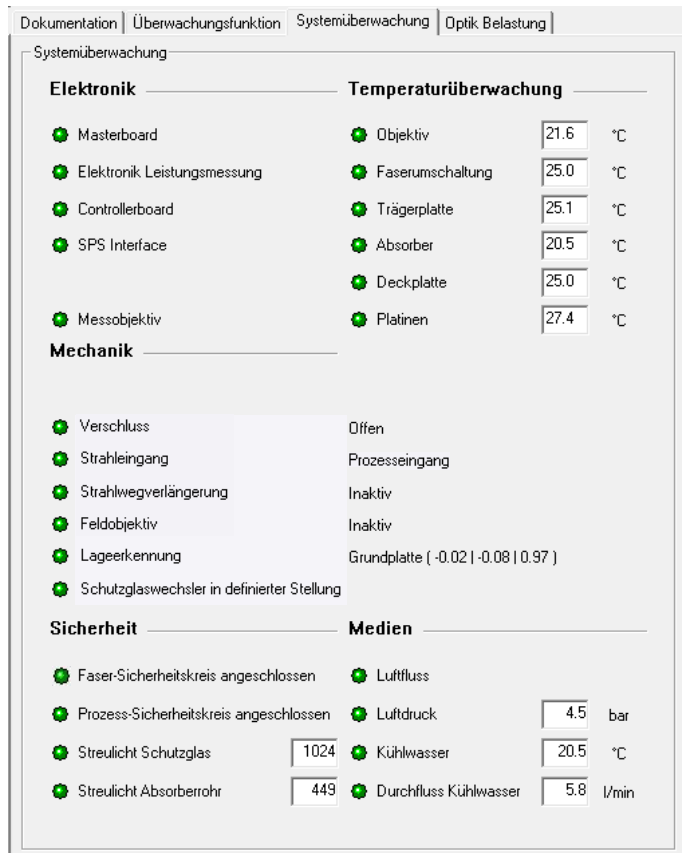 Dokumentation Überwachungsfunktion Systemüberwachung Optik Belastung
Systemüberwachung
Elektronik Temperaturüberwachung
Masterboard Objektiv 21.6 °C
Elektronik Leistungsmessung Faserumschaltung 25.0 °C
Controllerboard Trägerplatte 25.1 °C
SPS Interface Absorber 20.5 °C
Deckplatte 25.0 °C
Messobjektiv Platinen 27.4 °C
Mechanik
Verschluss Offen
Strahleingang Prozesseingang
Strahlwegverlängerung Inaktiv
Feldobjektiv Inaktiv
Lageerkennung Grundplatte ( -0.02 | -0.08 | 0.97 )
Schutzglaswechsler in definierter Stellung
Sicherheit Medien
Faser-Sicherheitskreis angeschlossen Luftfluss
Prozess-Sicherheitskreis angeschlossen Luftdruck 4.5 bar
Streulicht Schutzglas 1024 Kühlwasser 20.5 °C
Streulicht Absorberrohr 449 Durchfluss Kühlwasser 5.8 l/min